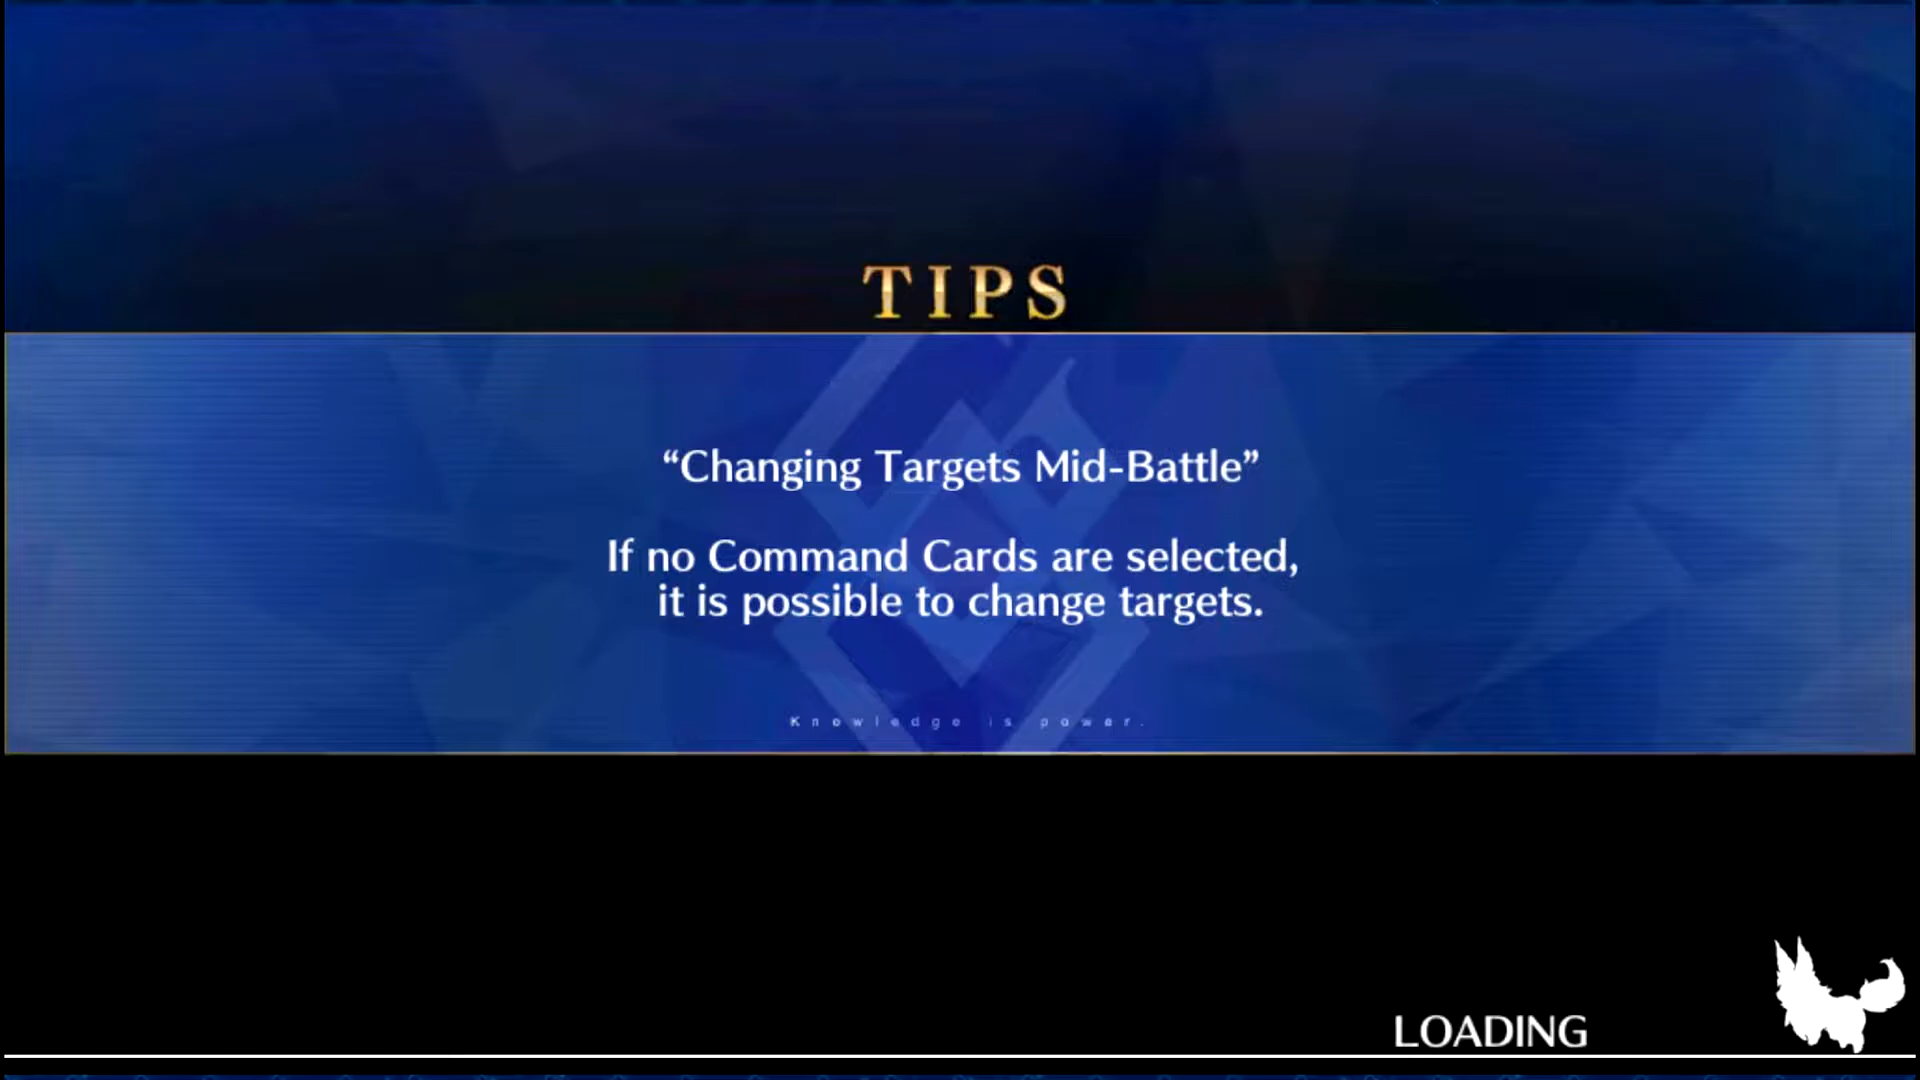 TIPS
“Changing Targets Mid-Battle”
If no Command Cards are selected,
it is possible to change targets.
Knowledge is power.
LOADING